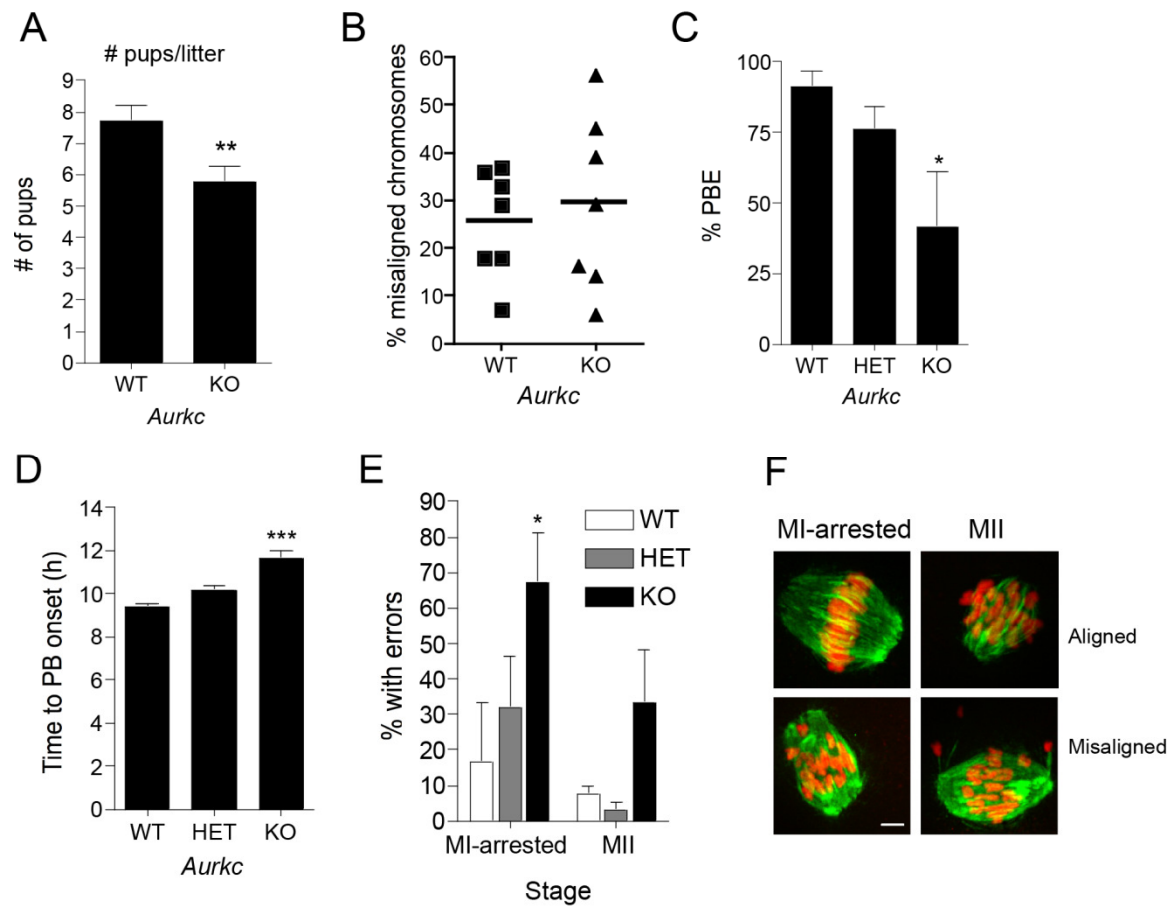 A
# pups/litter
9
8
7
6
5
4
3
2
1
0
# of pups
**
WT KO
Aurkc
B
60
50
40
30
20
10
0
% misaligned chromosomes
WT KO
Aurkc
C
100
75
50
25
0
% PBE
*
WT HET KO
Aurkc
D
14
12
10
8
6
4
2
0
Time to PB onset (h)
***
WT HET KO
Aurkc
E
90
80
70
60
50
40
30
20
10
0
% with errors
*
WT
HET
KO
MI-arrested MII
Stage
F
MI-arrested MII
Aligned
Misaligned